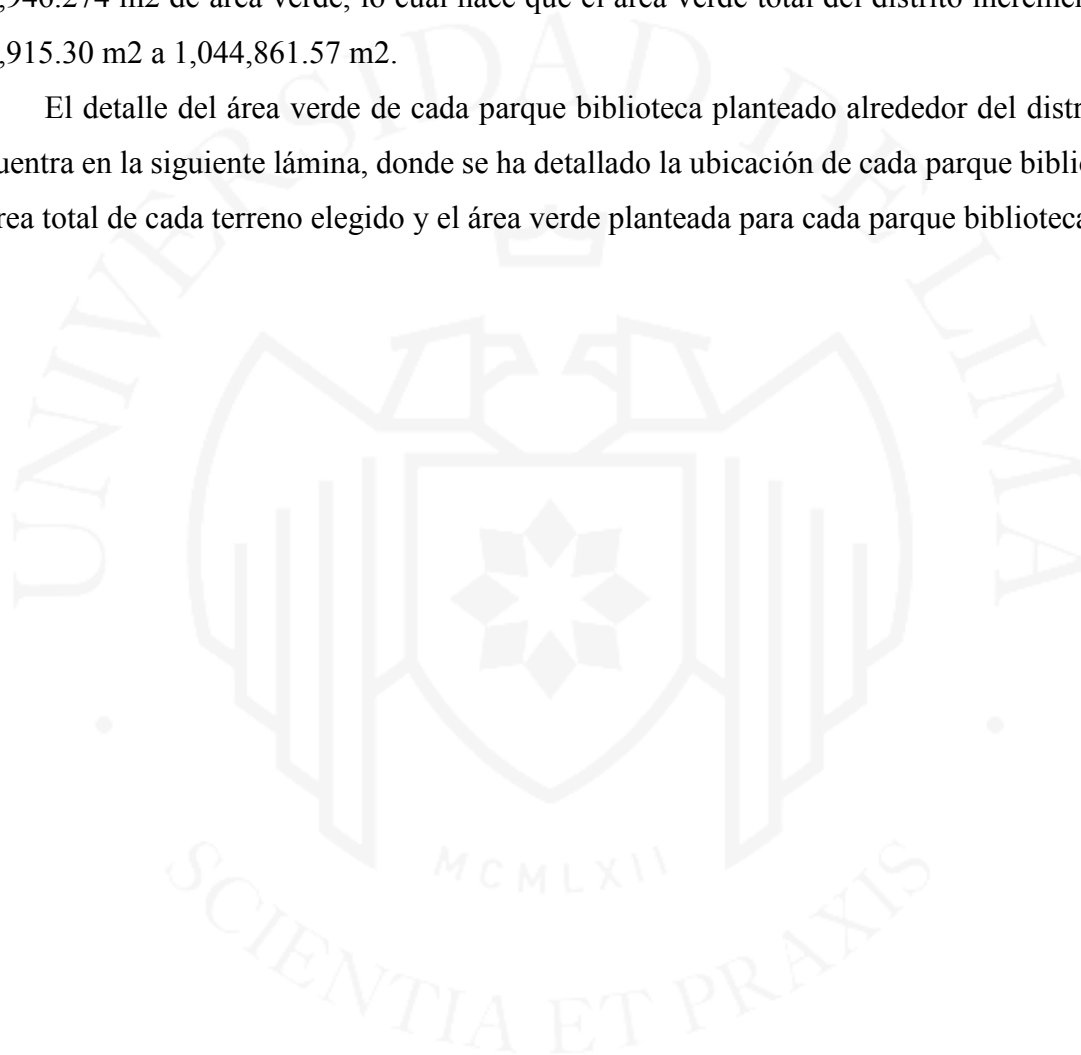 ,946.274 m2 de área verde, lo cual hace que el área verde total del distrito increme
,915.30 m2 a 1,044,861.57 m2.
El detalle del área verde de cada parque biblioteca planteado alrededor del distr
uentra en la siguiente lámina, donde se ha detallado la ubicación de cada parque bibli
rea total de cada terreno elegido y el área verde planteada para cada parque biblioteca
UNIVERSIDAD DE LIMA
MCMLXII
SCIENTIA ET PRAXIS